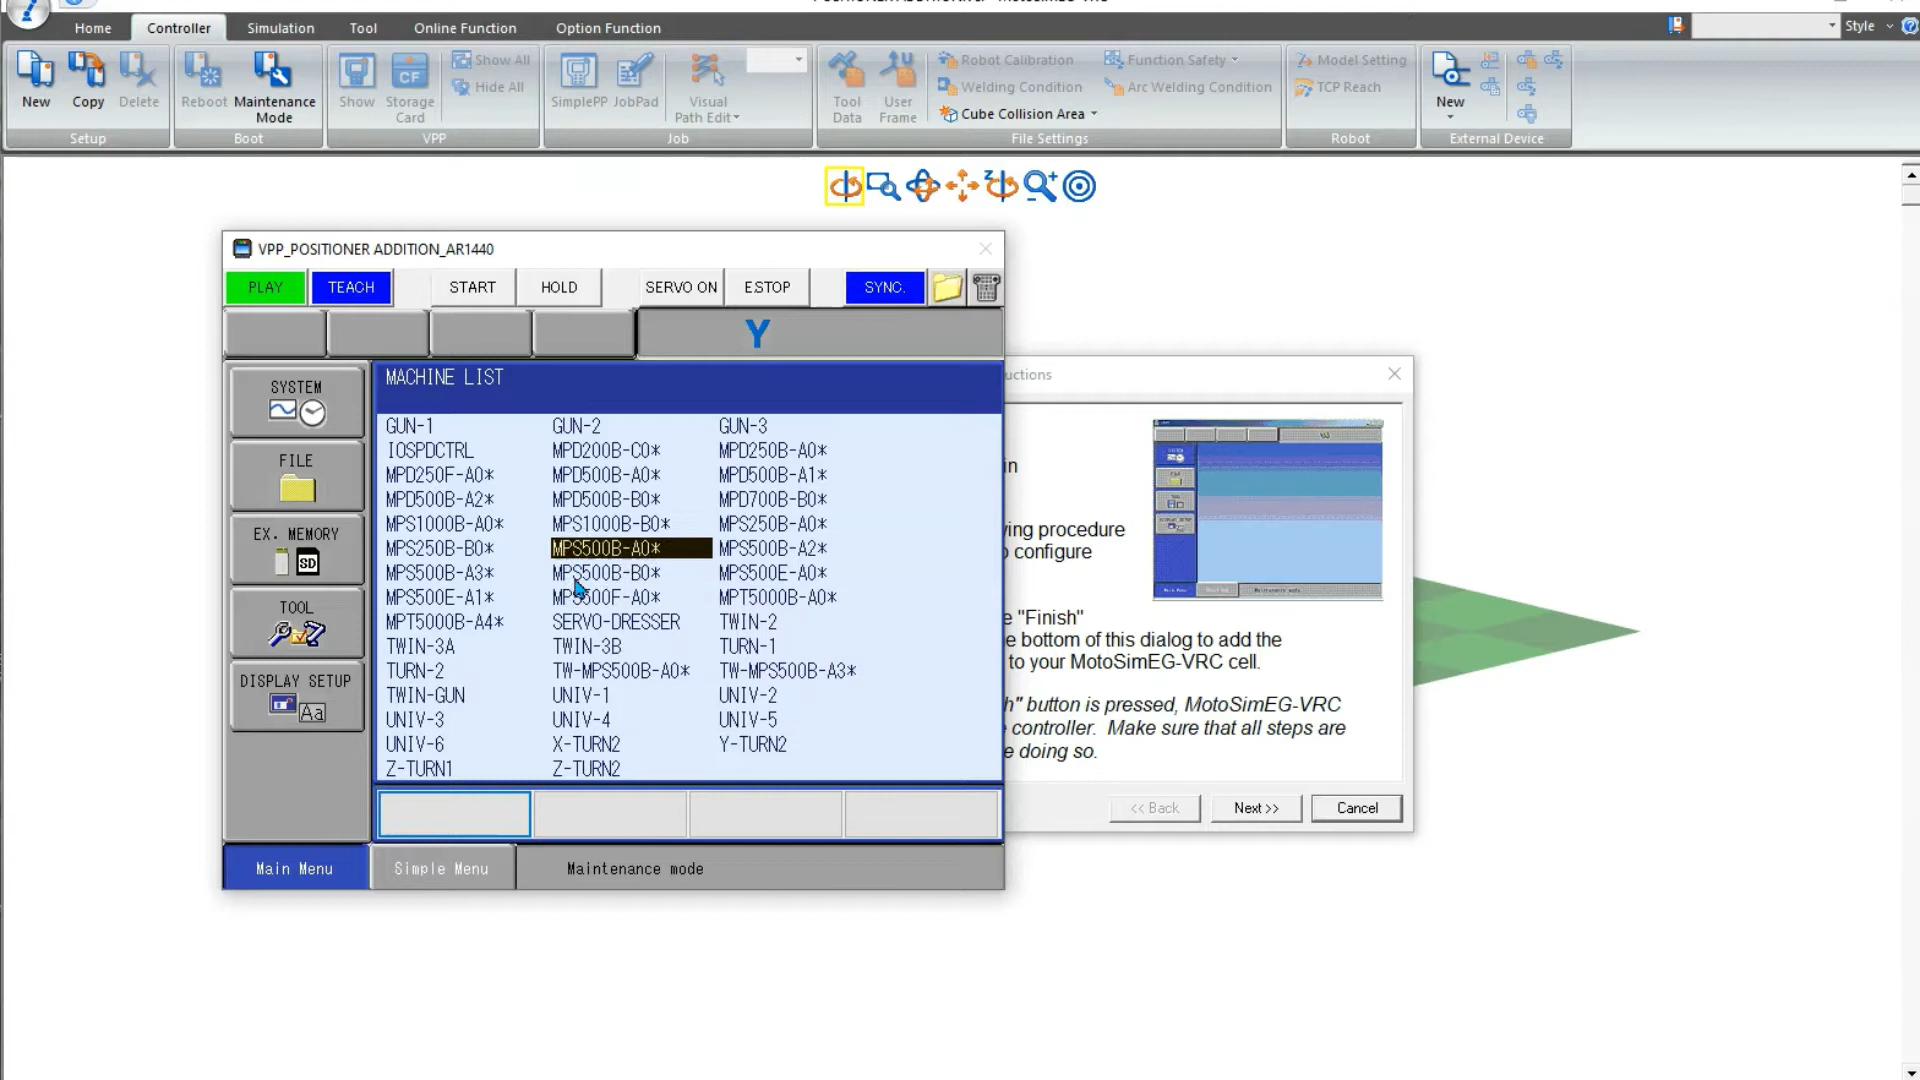 Home Controller Simulation Tool Online Function Option Function Style
New Copy Delete Reboot Maintenance Mode Show Storage Card Show All Hide All SimplePP JobPad Visual Path Edit Tool Data User Frame
Robot Calibration Function Safety Model Setting
Welding Condition Arc Welding Condition TCP Reach
Cube Collision Area New
Setup Boot VPP Job File Settings Robot External Device
VPP_POSITIONER ADDITION_AR1440
PLAY TEACH START HOLD SERVO ON E.STOP SYNC.
Y
SYSTEM
FILE
EX. MEMORY
SD
TOOL
DISPLAY SETUP
Aa
MACHINE LIST
GUN-1 GUN-2 GUN-3
IOSPDCTRL MPD200B-C0* MPD250B-A0*
MPD250F-A0* MPD500B-A0* MPD500B-A1*
MPD500B-A2* MPD500B-B0* MPD700B-B0*
MPS1000B-A0* MPS1000B-B0* MPS250B-A0*
MPS250B-B0* MPS500B-A0* MPS500B-A2*
MPS500B-A3* MPS500B-B0* MPS500E-A0*
MPS500E-A1* MPS500F-A0* MPT5000B-A0*
MPT5000B-A4* SERVO-DRESSER TWIN-2
TWIN-3A TWIN-3B TURN-1
TURN-2 TW-MPS500B-A0* TW-MPS500B-A3*
TWIN-GUN UNIV-1 UNIV-2
UNIV-3 UNIV-4 UNIV-5
UNIV-6 X-TURN2 Y-TURN2
Z-TURN1 Z-TURN2
Main Menu Simple Menu Maintenance mode
uctions
in
ving procedure
configure
e "Finish"
e bottom of this dialog to add the
to your MotoSimEG-VRC cell.
h" button is pressed, MotoSimEG-VRC
controller. Make sure that all steps are
e doing so.
<< Back Next >> Cancel